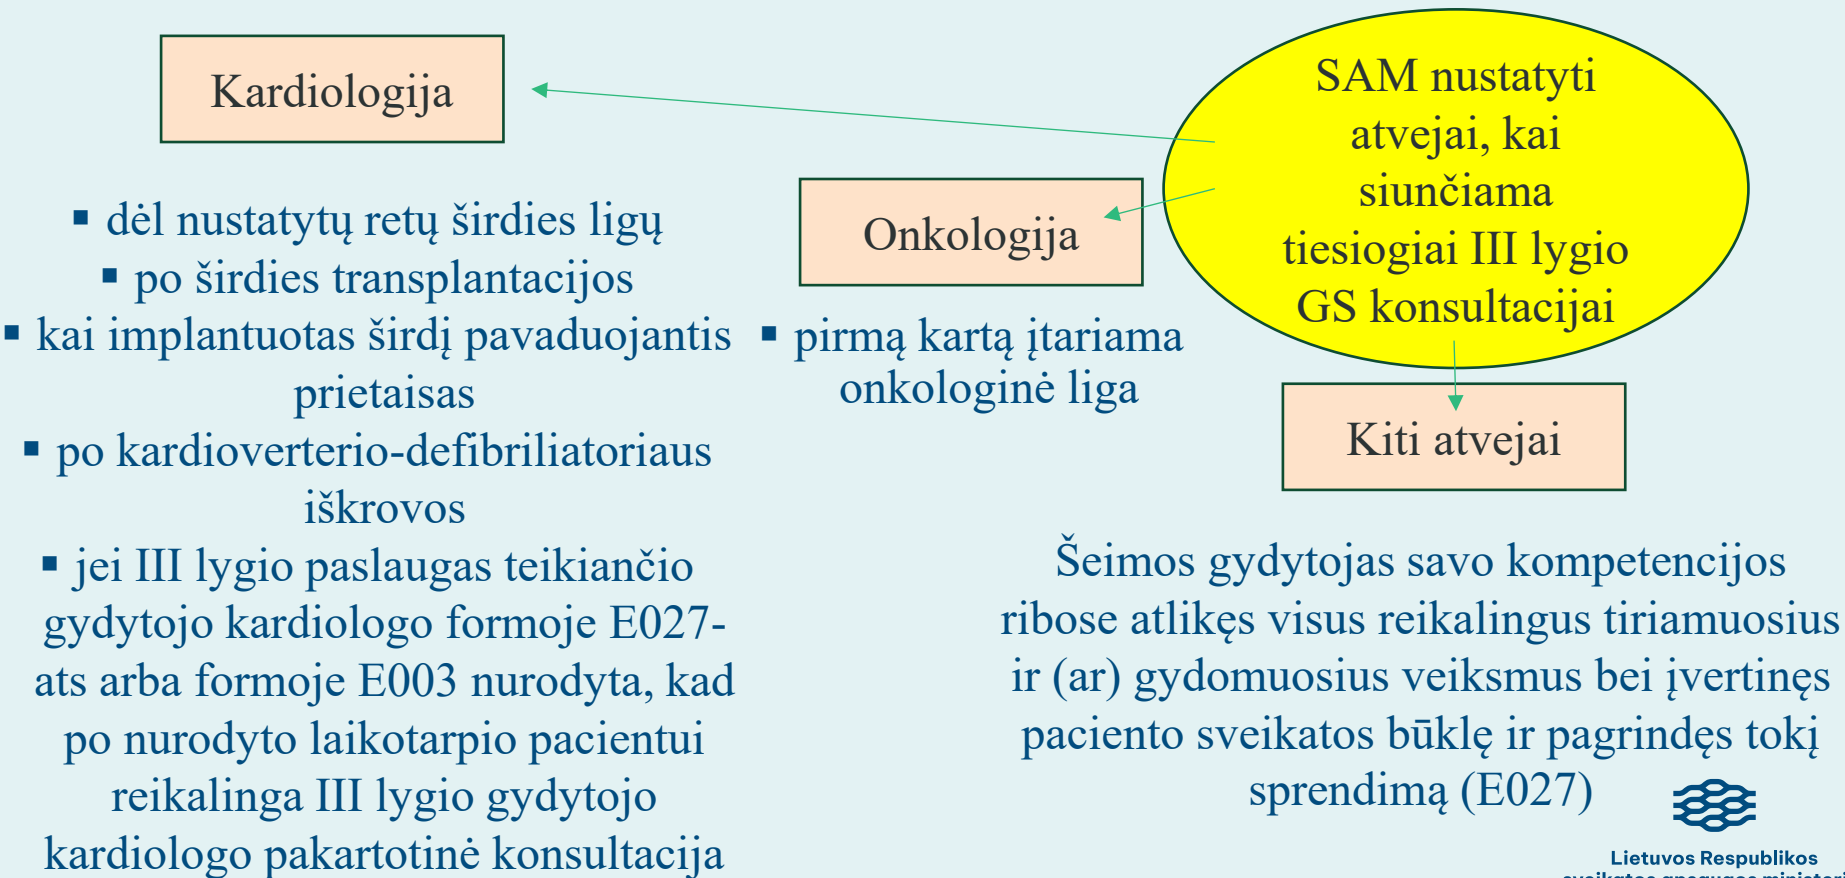 Kardiologija
▪ dėl nustatytų retų širdies ligų
▪ po širdies transplantacijos
▪ kai implantuotas širdį pavaduojantis
prietaisas
▪ po kardioverterio-defibriliatoriaus
iškrovos
▪ jei III lygio paslaugas teikiančio
gydytojo kardiologo formoje E027-
ats arba formoje E003 nurodyta, kad
po nurodyto laikotarpio pacientui
reikalinga III lygio gydytojo
kardiologo pakartotinė konsultacija
Onkologija
▪ pirmą kartą įtariama
onkologinė liga
SAM nustatyti
atvejai, kai
siunčiama
tiesiogiai III lygio
GS konsultacijai
Kiti atvejai
Šeimos gydytojas savo kompetencijos
ribose atlikęs visus reikalingus tiriamuosius
ir (ar) gydomuosius veiksmus bei įvertinęs
paciento sveikatos būklę ir pagrindęs tokį
sprendimą (E027)
Lietuvos Respublikos